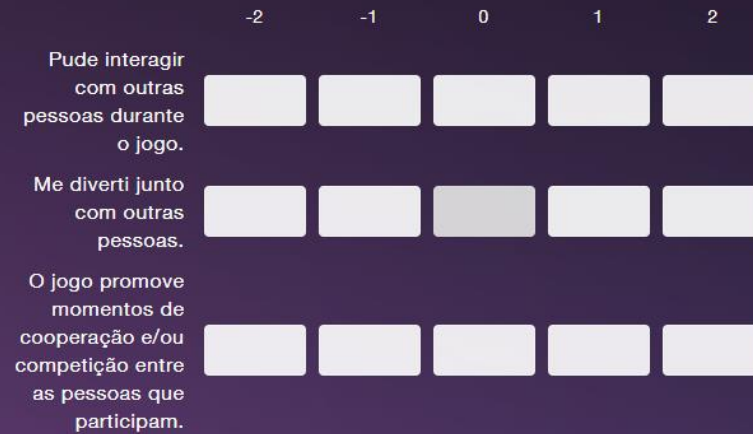 -2 -1 0 1 2
Pude interagir
com outras
pessoas durante
o jogo.
Me diverti junto
com outras
pessoas.
O jogo promove
momentos de
cooperação e/ou
competição entre
as pessoas que
participam.